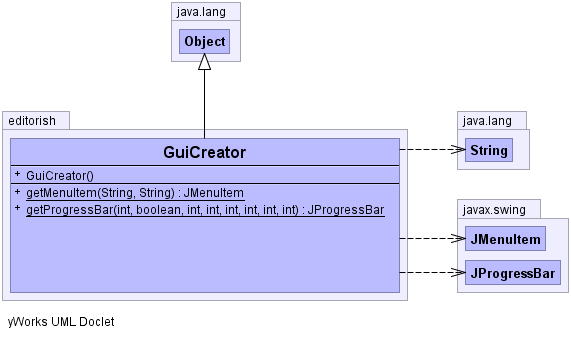 java.lang
Object
editorish
GuiCreator
+ GuiCreator()
+ getMenuItem(String, String) : JMenuItem
+ getProgressBar(int, boolean, int, int, int, int, int, int) : JProgressBar
java.lang
String
javax.swing
JMenuItem
JProgressBar
yWorks UML Doclet